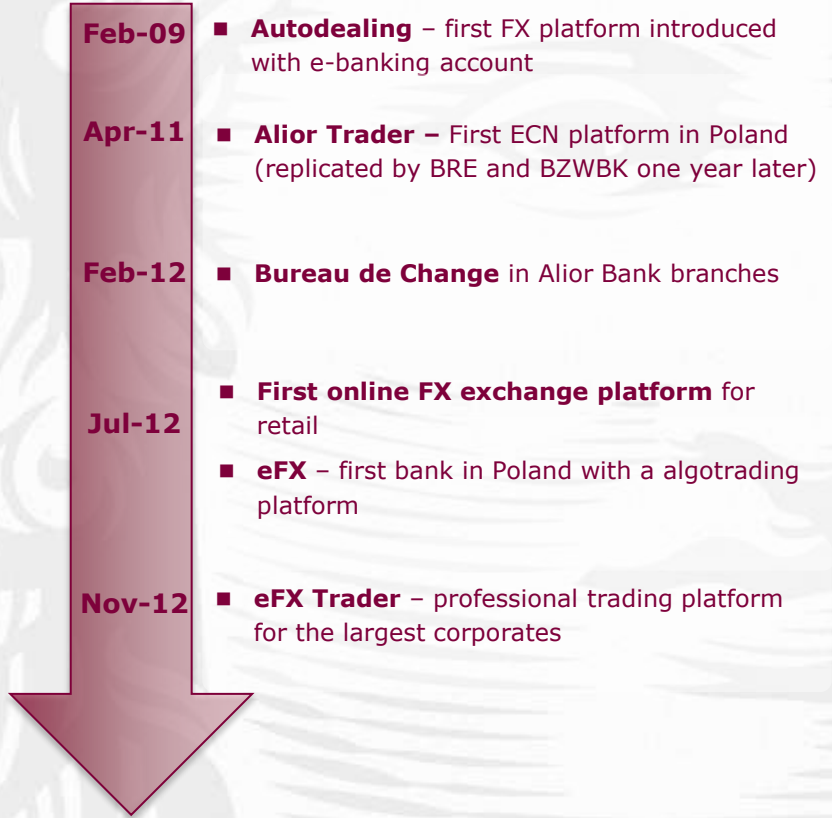 Feb-09
■ Autodealing – first FX platform introduced
with e-banking account
Apr-11
■ Alior Trader – First ECN platform in Poland
(replicated by BRE and BZWBK one year later)
Feb-12
■ Bureau de Change in Alior Bank branches
Jul-12
■ First online FX exchange platform for
retail
■ eFX – first bank in Poland with a algotrading
platform
Nov-12
■ eFX Trader – professional trading platform
for the largest corporates